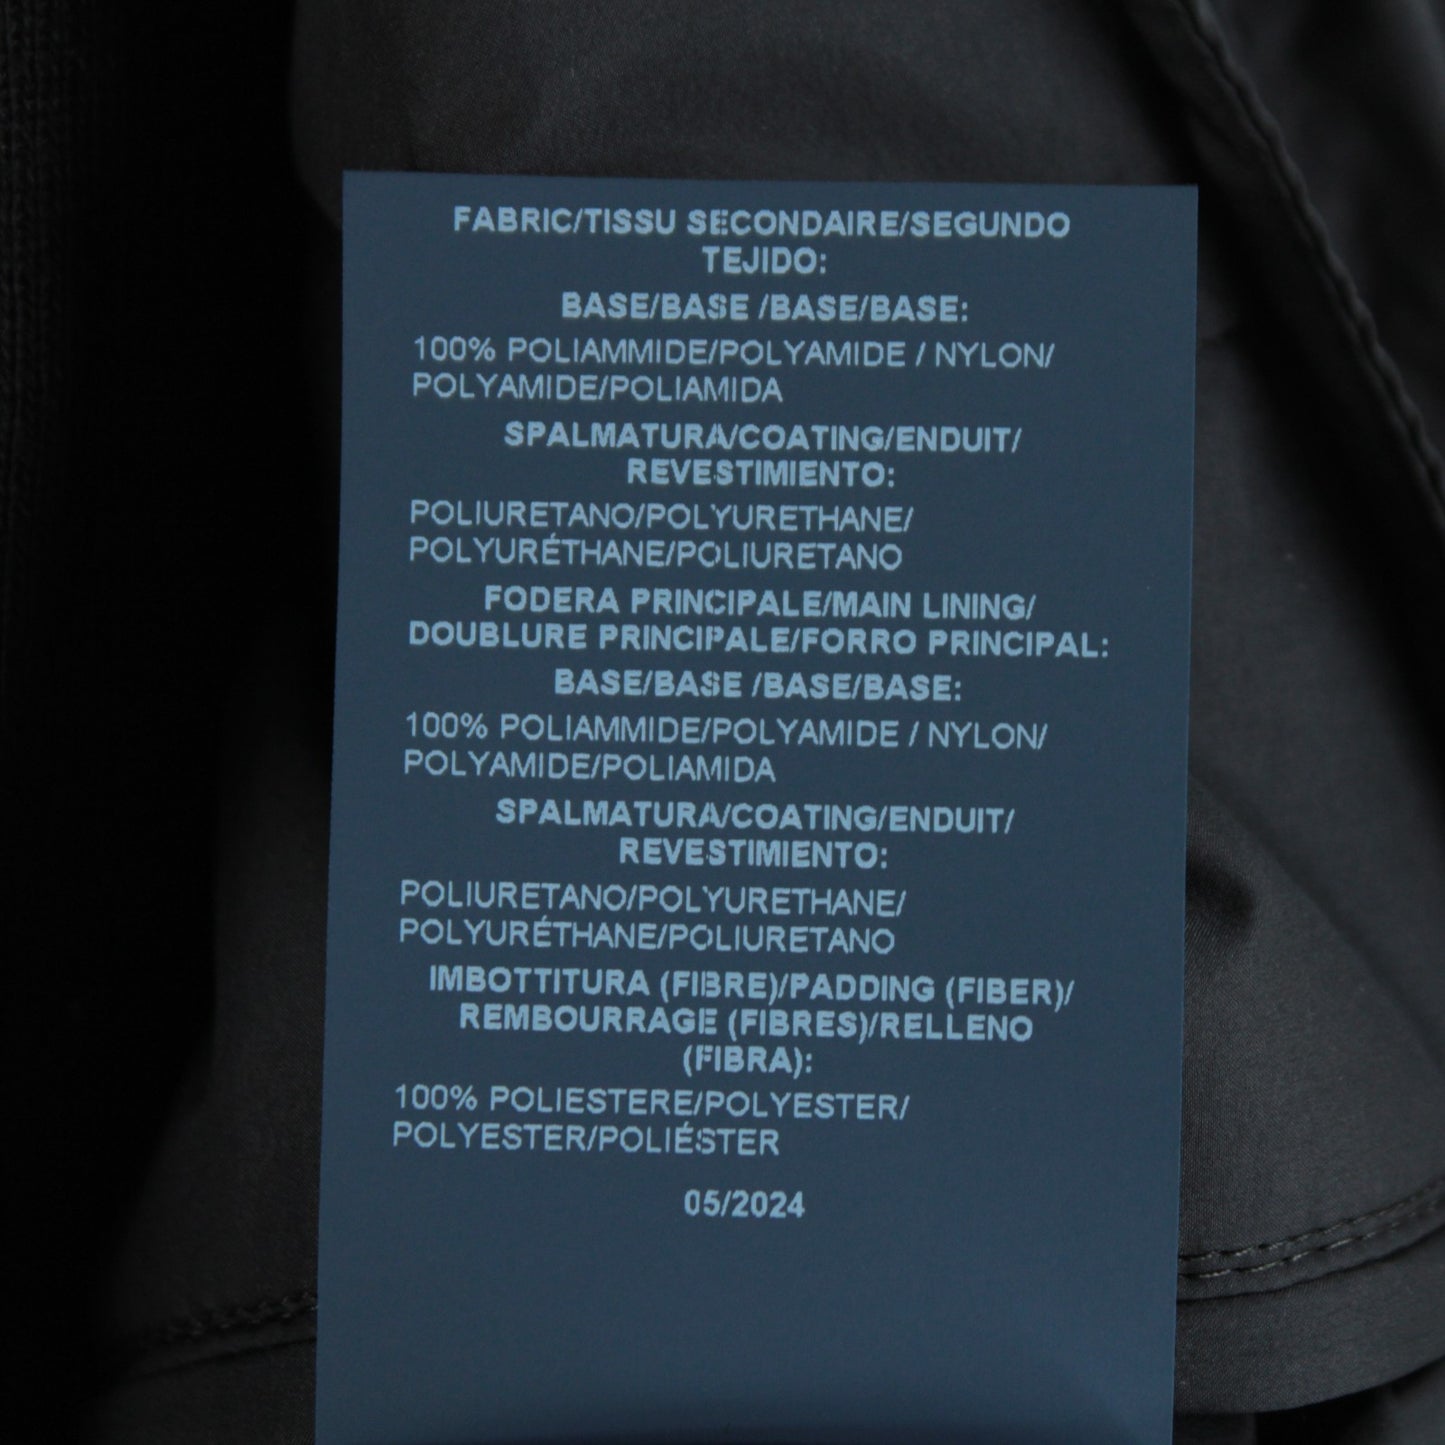 FABRIC/TISSU SECONDAIRE/SEGUNDO
TEJIDO:
BASE/BASE /BASE/BASE:
100% POLIAMMIDE/POLYAMIDE / NYLON/
POLYAMIDE/POLIAMIDA
SPALMATURA/COATING/ENDUIT/
REVESTIMIENTO:
POLIURETANO/POLYURETHANE/
POLYURÉTHANE/POLIURETANO
FODERA PRINCIPALE/MAIN LINING/
DOUBLURE PRINCIPALE/FORRO PRINCIPAL:
BASE/BASE /BASE/BASE:
100% POLIAMMIDE/POLYAMIDE / NYLON/
POLYAMIDE/POLIAMIDA
SPALMATURA/COATING/ENDUIT/
REVESTIMIENTO:
POLIURETANO/POLYURETHANE/
POLYURÉTHANE/POLIURETANO
IMBOTTITURA (FIBRE)/PADDING (FIBER)/
REMBOURRAGE (FIBRES)/RELLENO
(FIBRA):
100% POLIESTERE/POLYESTER/
POLYESTER/POLIÉSTER
05/2024